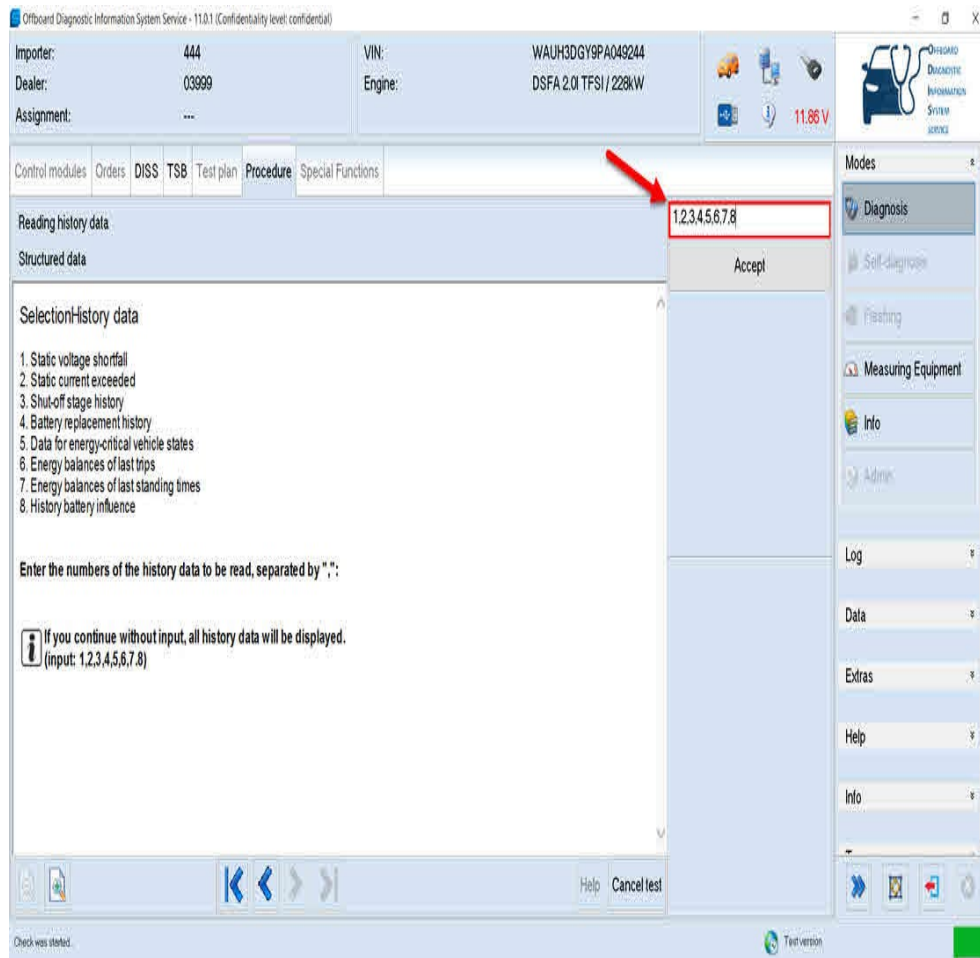 Offboard Diagnostic Information System Service - 11.0.1 (Confidentiality level: confidential)
Importer: 444
Dealer: 03999
Assignment: ---
VIN: WAUH3DGY9PA049244
Engine: DSFA 2.0l TFSI / 228kW
11.86 V
OFFBOARD
DIAGNOSTIC
INFORMATION
SYSTEM
SERVICE
Control modules Orders DISS TSB Test plan Procedure Special Functions
Reading history data
Structured data
1,2,3,4,5,6,7,8
Accept
SelectionHistory data
1. Static voltage shortfall
2. Static current exceeded
3. Shut-off stage history
4. Battery replacement history
5. Data for energy-critical vehicle states
6. Energy balances of last trips
7. Energy balances of last standing times
8. History battery influence
Enter the numbers of the history data to be read, separated by ",":
If you continue without input, all history data will be displayed.
(input: 1,2,3,4,5,6,7.8)
Help Cancel test
Modes
Diagnosis
Self-diagnosis
Flashing
Measuring Equipment
Info
Admin
Log
Data
Extras
Help
Info
Check was started.
Test version